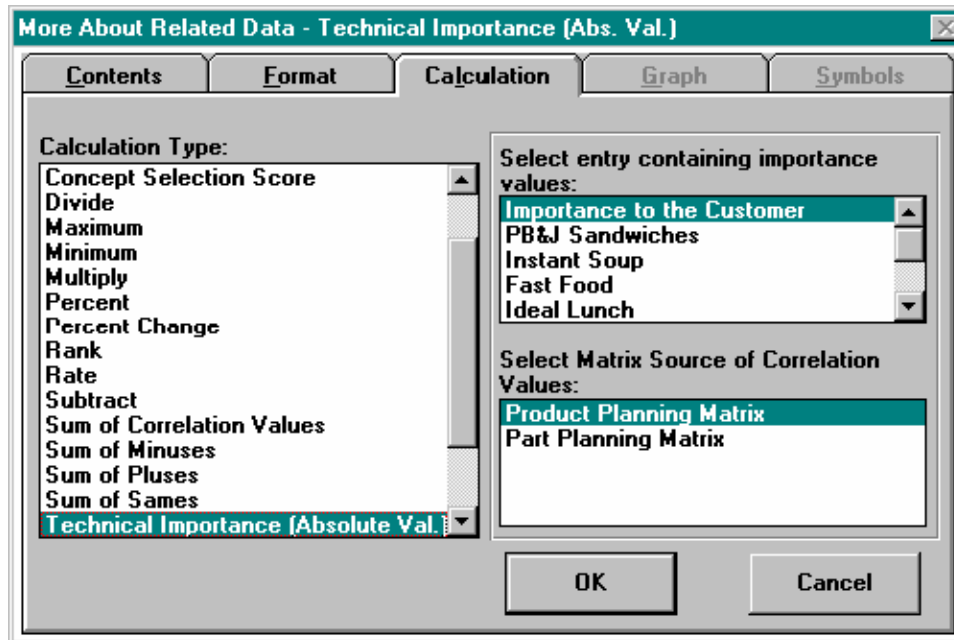 More About Related Data - Technical Importance (Abs. Val.)
Contents
Format
Calculation
Graph
Symbols
Calculation Type:
Concept Selection Score
Divide
Maximum
Minimum
Multiply
Percent
Percent Change
Rank
Rate
Subtract
Sum of Correlation Values
Sum of Minuses
Sum of Pluses
Sum of Sames
Technical Importance (Absolute Val.)
Select entry containing importance
values:
Importance to the Customer
PB&J Sandwiches
Instant Soup
Fast Food
Ideal Lunch
Select Matrix Source of Correlation
Values:
Product Planning Matrix
Part Planning Matrix
OK
Cancel